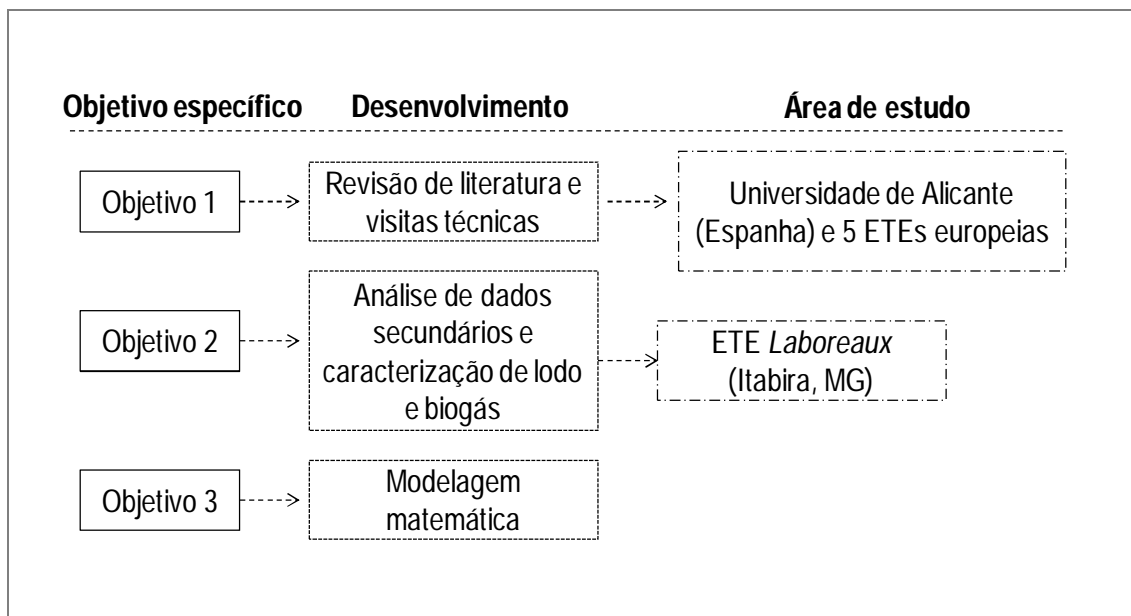 Objetivo específico
Desenvolvimento
Área de estudo
Objetivo 1
Revisão de literatura e
visitas técnicas
Universidade de Alicante
(Espanha) e 5 ETEs europeias
Objetivo 2
Análise de dados
secundários e
caracterização de lodo
e biogás
ETE Laboreaux
(Itabira, MG)
Objetivo 3
Modelagem
matemática